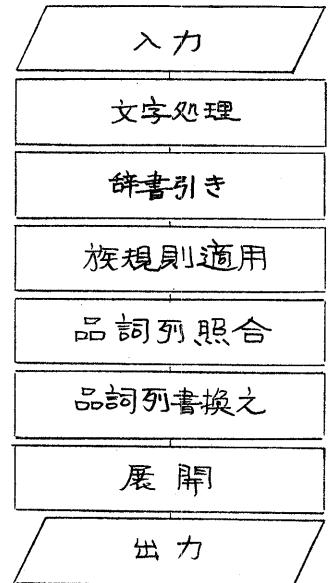 入力
文字処理
辞書引き
族規則適用
品詞列照合
品詞列書換え
展開
出力